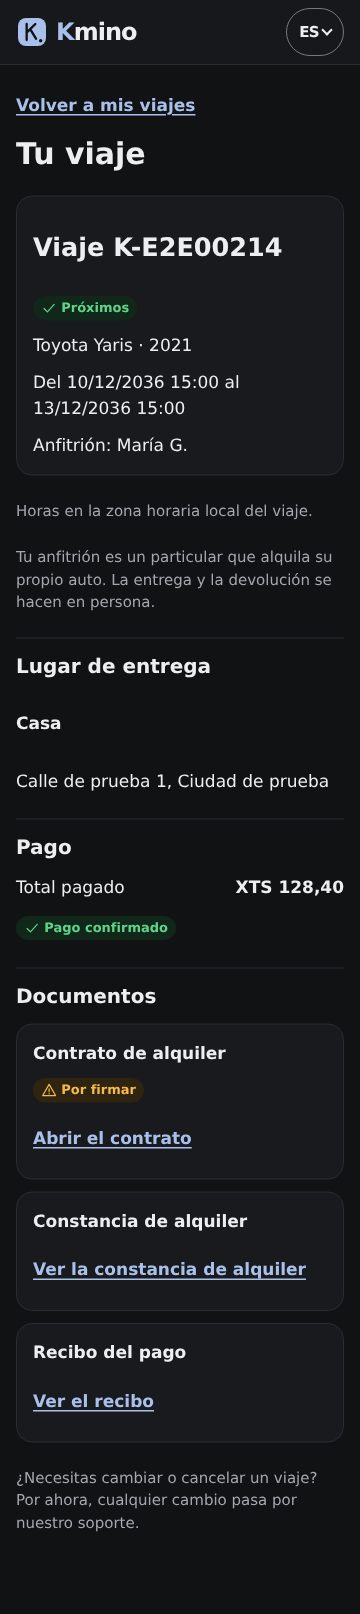 K. Kmino
ES
Volver a mis viajes
Tu viaje
Viaje K-E2E00214
Próximos
Toyota Yaris · 2021
Del 10/12/2036 15:00 al
13/12/2036 15:00
Anfitrión: María G.
Horas en la zona horaria local del viaje.
Tu anfitrión es un particular que alquila su
propio auto. La entrega y la devolución se
hacen en persona.
Lugar de entrega
Casa
Calle de prueba 1, Ciudad de prueba
Pago
Total pagado XTS 128,40
Pago confirmado
Documentos
Contrato de alquiler
Por firmar
Abrir el contrato
Constancia de alquiler
Ver la constancia de alquiler
Recibo del pago
Ver el recibo
¿Necesitas cambiar o cancelar un viaje?
Por ahora, cualquier cambio pasa por
nuestro soporte.